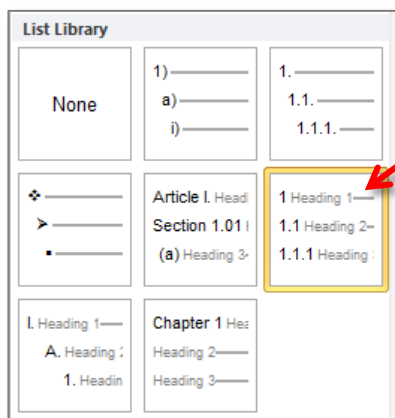 List Library
None
1)
a)
i)
1.
1.1.
1.1.1.
Article I. Headi
Section 1.01
(a) Heading 3
1 Heading 1
1.1 Heading 2
1.1.1 Heading
I. Heading 1
A. Heading 2
1. Headin
Chapter 1 Hea
Heading 2
Heading 3